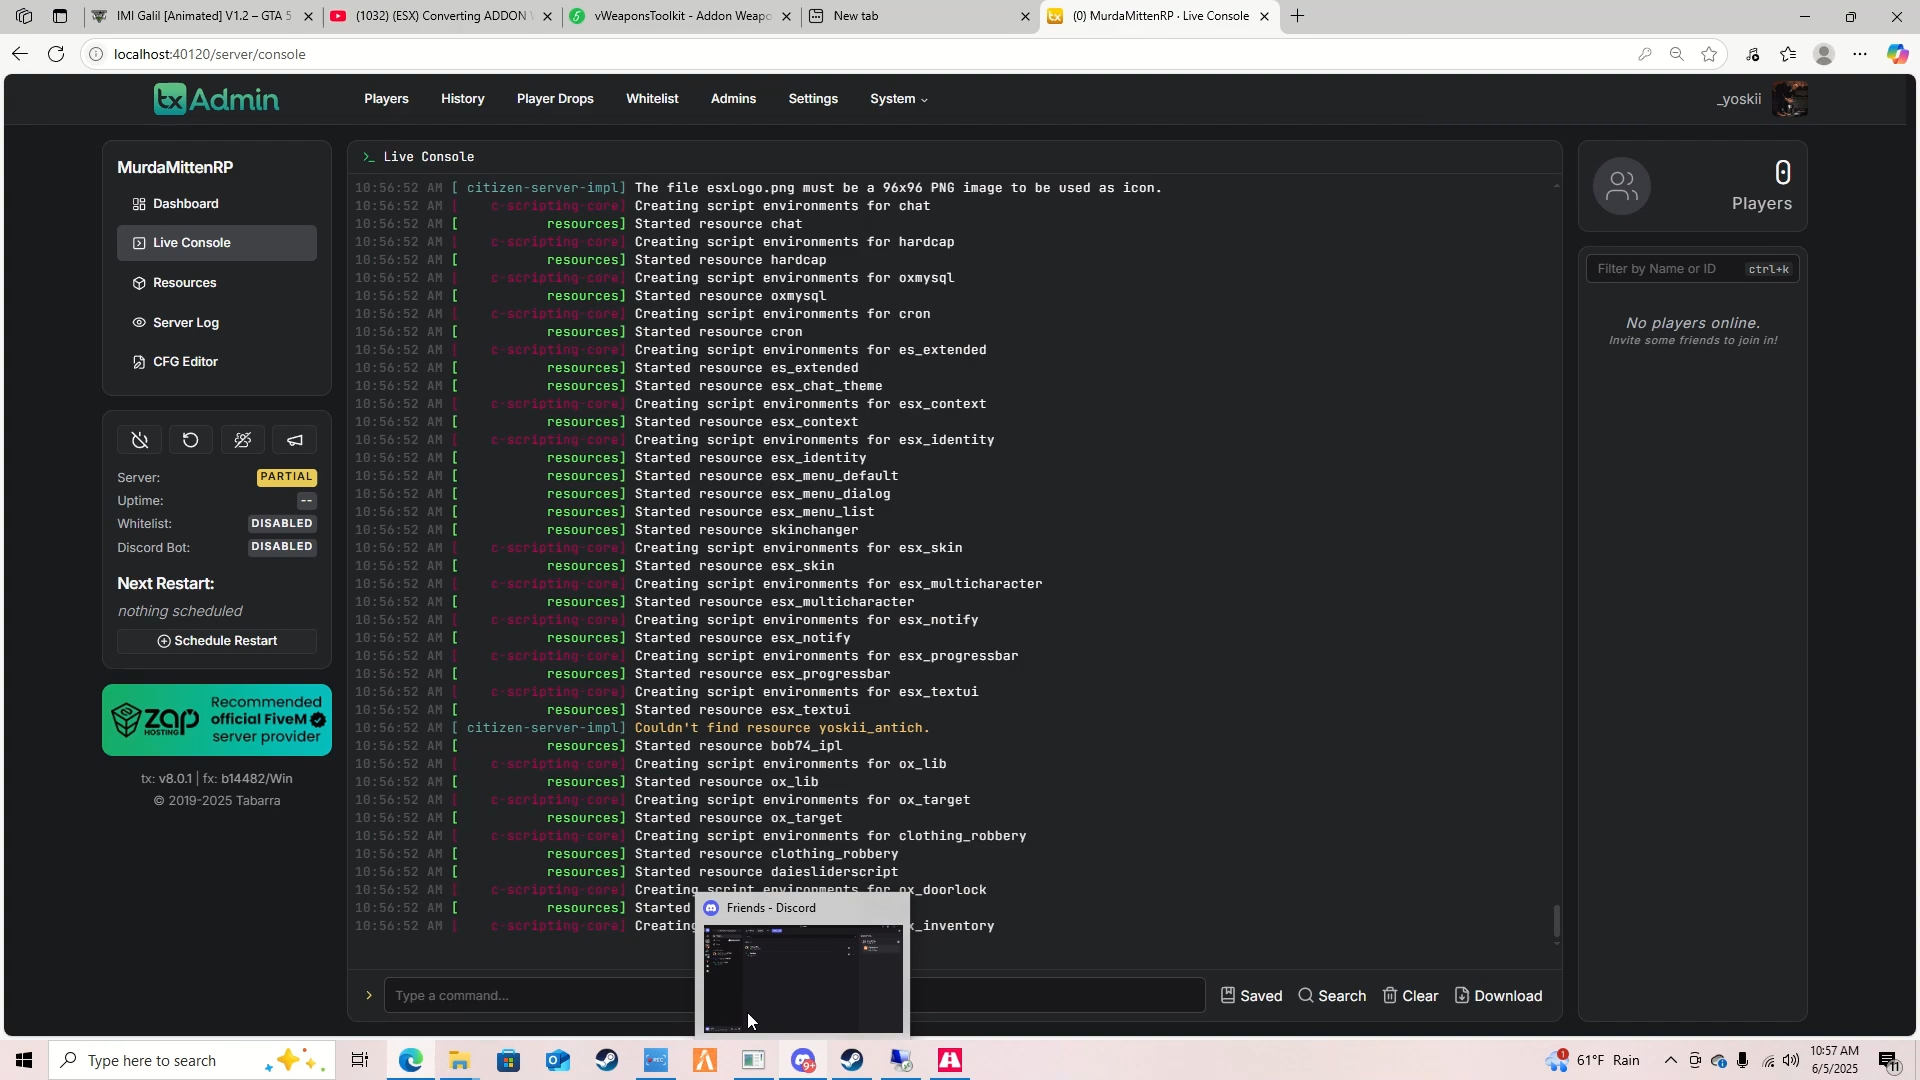 IMI Galil [Animated] V1.2 – GTA 5
(1032) (ESX) Converting ADDON
vWeaponsToolkit - Addon Weapo
New tab
(0) MurdaMittenRP · Live Console
localhost:40120/server/console
tx Admin
Players
History
Player Drops
Whitelist
Admins
Settings
System
_yoskii
MurdaMittenRP
Dashboard
Live Console
Resources
Server Log
CFG Editor
Server: PARTIAL
Uptime: --
Whitelist: DISABLED
Discord Bot: DISABLED
Next Restart:
nothing scheduled
Schedule Restart
ZAP HOSTING
Recommended
official FiveM
server provider
tx: v8.0.1 | fx: b14482/Win
© 2019-2025 Tabarra
Live Console
10:56:52 AM [ citizen-server-impl] The file esxLogo.png must be a 96x96 PNG image to be used as icon.
10:56:52 AM [ c-scripting-core] Creating script environments for chat
10:56:52 AM [ resources] Started resource chat
10:56:52 AM [ c-scripting-core] Creating script environments for hardcap
10:56:52 AM [ resources] Started resource hardcap
10:56:52 AM [ c-scripting-core] Creating script environments for oxmysql
10:56:52 AM [ resources] Started resource oxmysql
10:56:52 AM [ c-scripting-core] Creating script environments for cron
10:56:52 AM [ resources] Started resource cron
10:56:52 AM [ c-scripting-core] Creating script environments for es_extended
10:56:52 AM [ resources] Started resource es_extended
10:56:52 AM [ resources] Started resource esx_chat_theme
10:56:52 AM [ c-scripting-core] Creating script environments for esx_context
10:56:52 AM [ resources] Started resource esx_context
10:56:52 AM [ c-scripting-core] Creating script environments for esx_identity
10:56:52 AM [ resources] Started resource esx_identity
10:56:52 AM [ resources] Started resource esx_menu_default
10:56:52 AM [ resources] Started resource esx_menu_dialog
10:56:52 AM [ resources] Started resource esx_menu_list
10:56:52 AM [ resources] Started resource skinchanger
10:56:52 AM [ c-scripting-core] Creating script environments for esx_skin
10:56:52 AM [ resources] Started resource esx_skin
10:56:52 AM [ c-scripting-core] Creating script environments for esx_multicharacter
10:56:52 AM [ resources] Started resource esx_multicharacter
10:56:52 AM [ c-scripting-core] Creating script environments for esx_notify
10:56:52 AM [ resources] Started resource esx_notify
10:56:52 AM [ c-scripting-core] Creating script environments for esx_progressbar
10:56:52 AM [ resources] Started resource esx_progressbar
10:56:52 AM [ c-scripting-core] Creating script environments for esx_textui
10:56:52 AM [ resources] Started resource esx_textui
10:56:52 AM [ citizen-server-impl] Couldn't find resource yoskii_antich.
10:56:52 AM [ resources] Started resource bob74_ipl
10:56:52 AM [ c-scripting-core] Creating script environments for ox_lib
10:56:52 AM [ resources] Started resource ox_lib
10:56:52 AM [ c-scripting-core] Creating script environments for ox_target
10:56:52 AM [ resources] Started resource ox_target
10:56:52 AM [ c-scripting-core] Creating script environments for clothing_robbery
10:56:52 AM [ resources] Started resource clothing_robbery
10:56:52 AM [ resources] Started resource daiesliderscript
10:56:52 AM [ c-scripting-core] Creating script environments for ox_doorlock
10:56:52 AM [ resources] Started
10:56:52 AM [ c-scripting-core] Creating x_inventory
Friends - Discord
Type a command...
Saved
Search
Clear
Download
0
Players
Filter by Name or ID ctrl+k
No players online.
Invite some friends to join in!
Type here to search
REC
9+
1
61°F Rain
10:57 AM
6/5/2025
11